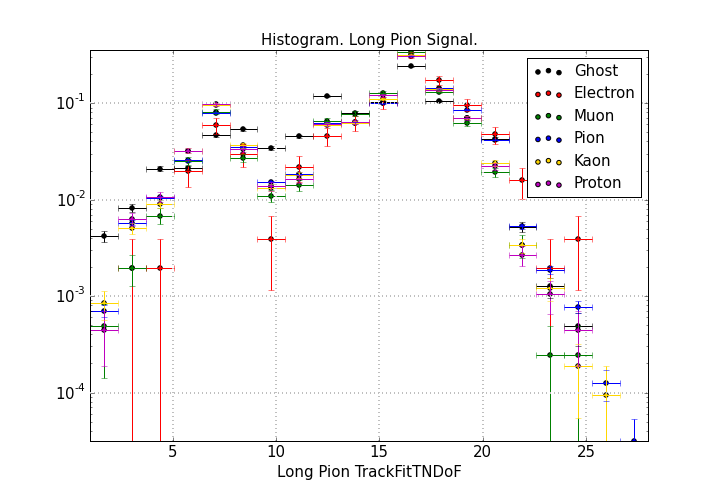 Histogram. Long Pion Signal.
Ghost
Electron
Muon
Pion
Kaon
Proton
10^-1
10^-2
10^-3
10^-4
5 10 15 20 25
Long Pion TrackFitTNDoF